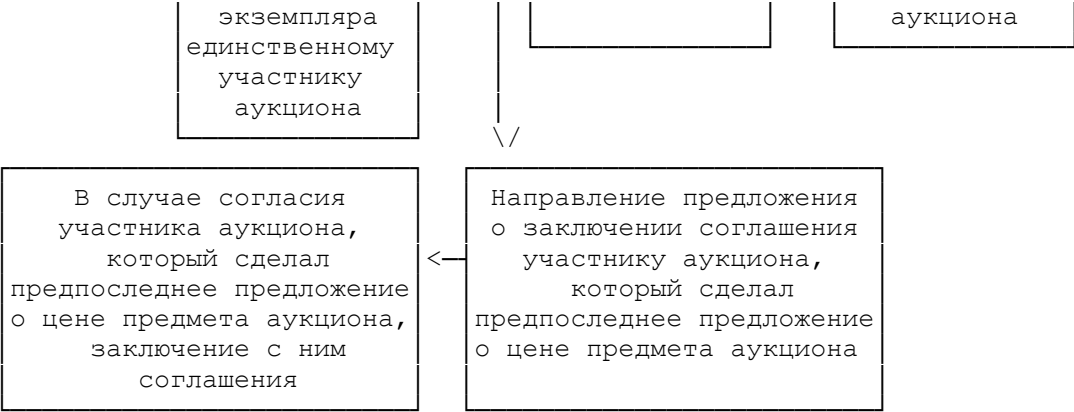 экземпляра
единственному
участнику
аукциона
аукциона
\/
В случае согласия
участника аукциона,
который сделал
предпоследнее предложение
о цене предмета аукциона,
заключение с ним
соглашения
<
Направление предложения
о заключении соглашения
участнику аукциона,
который сделал
предпоследнее предложение
о цене предмета аукциона